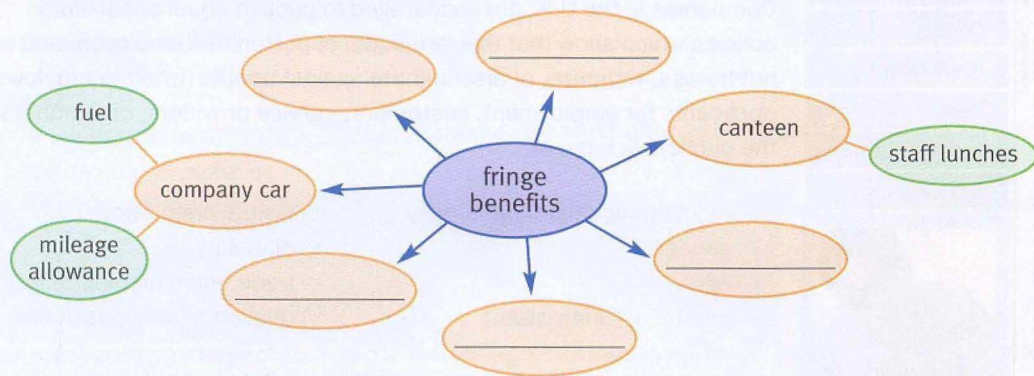 fuel
company car
mileage
allowance
fringe
benefits
canteen
staff lunches